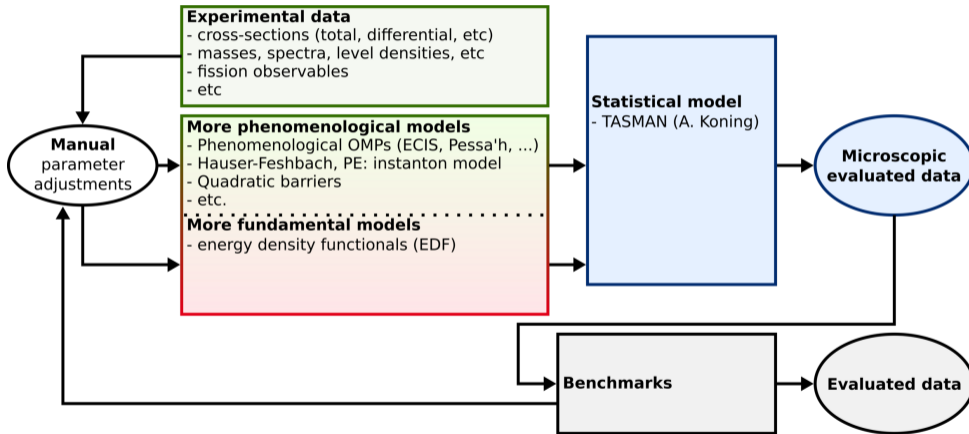 Experimental data
- cross-sections (total, differential, etc)
- masses, spectra, level densities, etc
- fission observables
- etc
Manual
parameter
adjustments
More phenomenological models
- Phenomenological OMPs (ECIS, Pessa'h, ...)
- Hauser-Feshbach, PE: instanton model
- Quadratic barriers
- etc.
More fundamental models
- energy density functionals (EDF)
Statistical model
- TASMAN (A. Koning)
Microscopic
evaluated data
Benchmarks
Evaluated data